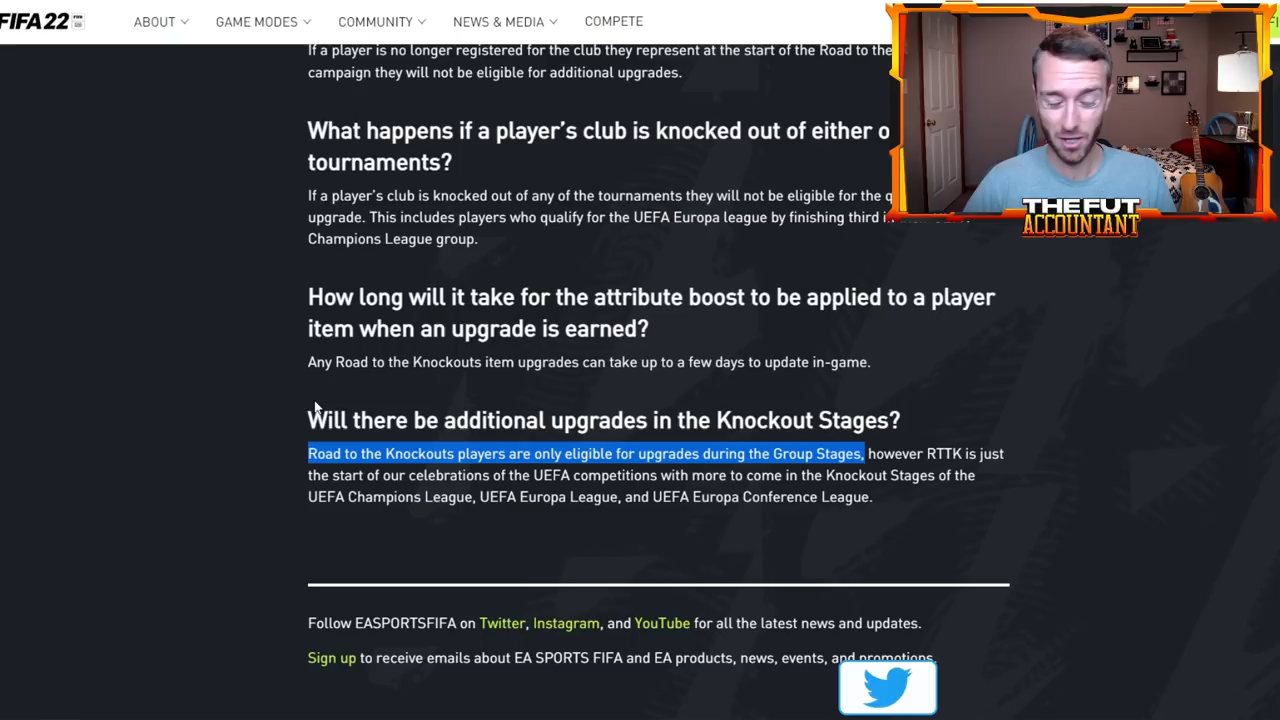 FIFA 22
ABOUT
GAME MODES
COMMUNITY
NEWS & MEDIA
COMPETE
If a player is no longer registered for the club they represent at the start of the Road to the
campaign they will not be eligible for additional upgrades.
What happens if a player's club is knocked out of either o
tournaments?
If a player's club is knocked out of any of the tournaments they will not be eligible for the q
upgrade. This includes players who qualify for the UEFA Europa league by finishing third i
Champions League group.
THE FUT
ACCOUNTANT
How long will it take for the attribute boost to be applied to a player
item when an upgrade is earned?
Any Road to the Knockouts item upgrades can take up to a few days to update in-game.
Will there be additional upgrades in the Knockout Stages?
Road to the Knockouts players are only eligible for upgrades during the Group Stages, however RTTK is just
the start of our celebrations of the UEFA competitions with more to come in the Knockout Stages of the
UEFA Champions League, UEFA Europa League, and UEFA Europa Conference League.
Follow EASPORTSFIFA on Twitter, Instagram, and YouTube for all the latest news and updates.
Sign up to receive emails about EA SPORTS FIFA and EA products, news, events, and promotions.